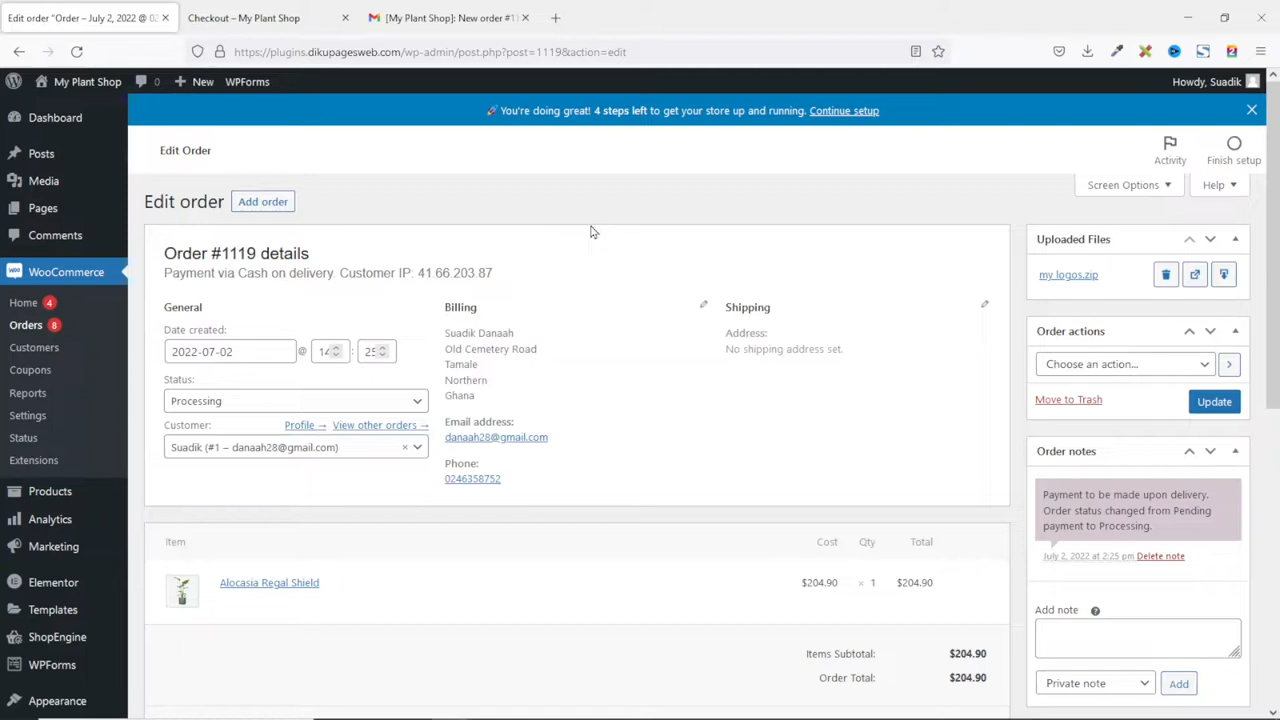 Edit order "Order – July 2, 2022 @ 02
Checkout – My Plant Shop
[My Plant Shop]: New order #11
https://plugins.dikupagesweb.com/wp-admin/post.php?post=1119&action=edit
My Plant Shop
0
New
WPForms
Howdy, Suadik
You're doing great! 4 steps left to get your store up and running. Continue setup
Edit Order
Activity
Finish setup
Screen Options
Help
Dashboard
Posts
Media
Pages
Comments
WooCommerce
Home 4
Orders 8
Customers
Coupons
Reports
Settings
Status
Extensions
Products
Analytics
Marketing
Elementor
Templates
ShopEngine
WPForms
Appearance
Edit order
Add order
Order #1119 details
Payment via Cash on delivery. Customer IP: 41.66.203.87
General
Date created:
2022-07-02 @ 14 : 25
Status:
Processing
Customer:
Profile →
View other orders →
Suadik (#1 – danaah28@gmail.com) ×
Billing
Suadik Danaah
Old Cemetery Road
Tamale
Northern
Ghana
Email address:
danaah28@gmail.com
Phone:
0246358752
Shipping
Address:
No shipping address set.
Item
Cost
Qty
Total
Alocasia Regal Shield
$204.90
× 1
$204.90
Items Subtotal:
$204.90
Order Total:
$204.90
Uploaded Files
my logos.zip
Order actions
Choose an action...
Move to Trash
Update
Order notes
Payment to be made upon delivery.
Order status changed from Pending
payment to Processing.
July 2, 2022 at 2:25 pm Delete note
Add note
Private note
Add